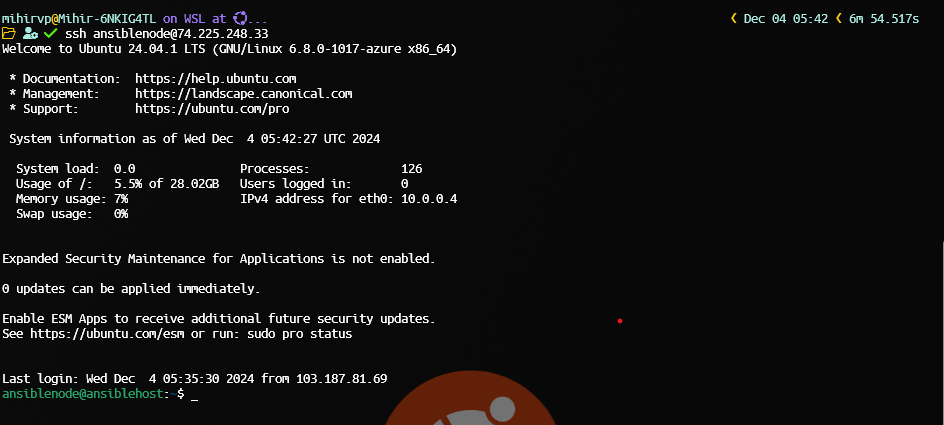 mihirvp@Mihir-6NKIG4TL on WSL at ... ❮ Dec 04 05:42 ❮ 6m 54.517s
ssh ansiblenode@74.225.248.33
Welcome to Ubuntu 24.04.1 LTS (GNU/Linux 6.8.0-1017-azure x86_64)
* Documentation: https://help.ubuntu.com
* Management: https://landscape.canonical.com
* Support: https://ubuntu.com/pro
System information as of Wed Dec 4 05:42:27 UTC 2024
System load: 0.0 Processes: 126
Usage of /: 5.5% of 28.02GB Users logged in: 0
Memory usage: 7% IPv4 address for eth0: 10.0.0.4
Swap usage: 0%
Expanded Security Maintenance for Applications is not enabled.
0 updates can be applied immediately.
Enable ESM Apps to receive additional future security updates.
See https://ubuntu.com/esm or run: sudo pro status
Last login: Wed Dec 4 05:35:30 2024 from 103.187.81.69
ansiblenode@ansiblehost:~$ _